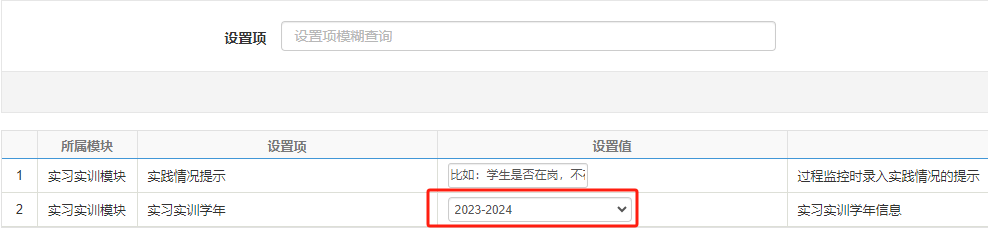 设置项 设置项模糊查询
所属模块 设置项 设置值
1 实习实训模块 实践情况提示 比如：学生是否在岗，不 过程监控时录入实践情况的提示
2 实习实训模块 实习实训学年 2023-2024 实习实训学年信息